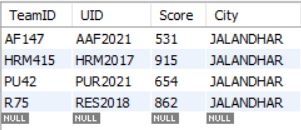 TeamID UID Score City
AF147 AAF2021 531 JALANDHAR
HRM415 HRM2017 915 JALANDHAR
PU42 PUR2021 654 JALANDHAR
R75 RES2018 862 JALANDHAR
NULL NULL NULL NULL